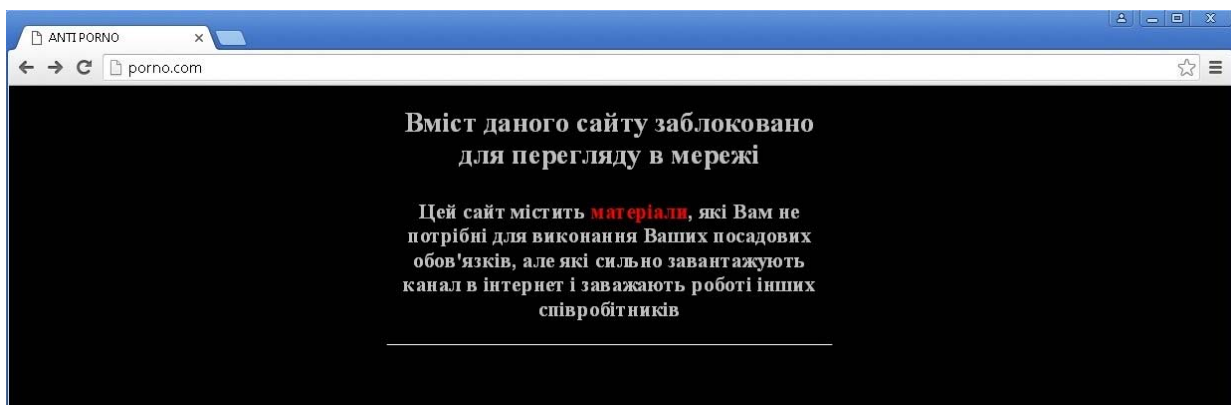 ANTI PORNO
porno.com
Вміст даного сайту заблоковано
для перегляду в мережі
Цей сайт містить матеріали, які Вам не
потрібні для виконання Ваших посадових
обов'язків, але які сильно завантажують
канал в інтернет і заважають роботі інших
співробітників